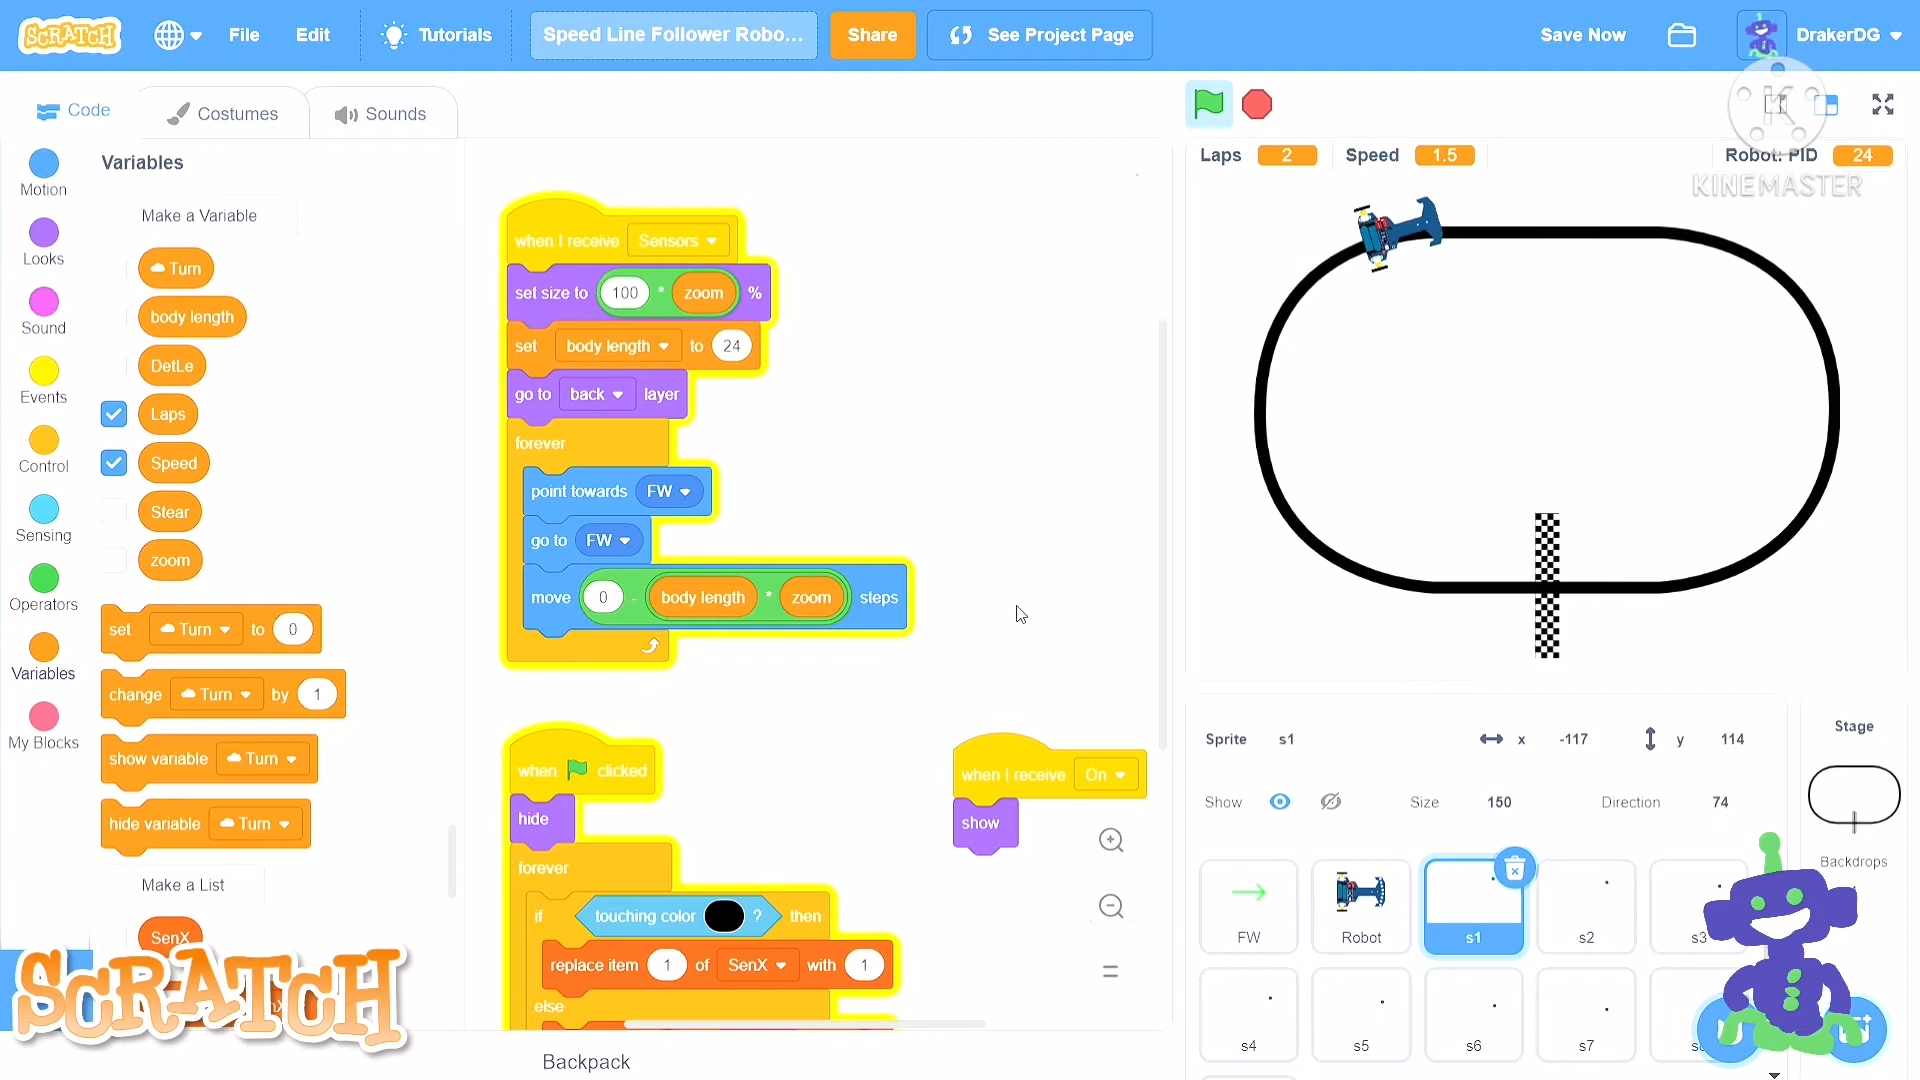 SCRATCH File Edit Tutorials Speed Line Follower Robo... Share See Project Page Save Now DrakerDG
Code Costumes Sounds
Variables
Make a Variable
Turn
body length
DetLe
Laps
Speed
Stear
zoom
set Turn to 0
change Turn by 1
show variable Turn
hide variable Turn
Make a List
SenX
Motion
Looks
Sound
Events
Control
Sensing
Operators
Variables
My Blocks
when I receive Sensors
set size to 100 * zoom %
set body length to 24
go to back layer
forever
point towards FW
go to FW
move 0 - body length * zoom steps
when clicked
hide
forever
if touching color ? then
replace item 1 of SenX with 1
else
when I receive On
show
Backpack
Laps 2 Speed 1.5 Robot: PID 24
K
KINEMASTER
Sprite s1 x -117 y 114
Show Size 150 Direction 74
FW Robot s1 s2 s3
s4 s5 s6 s7
Stage
Backdrops
SCRATCH